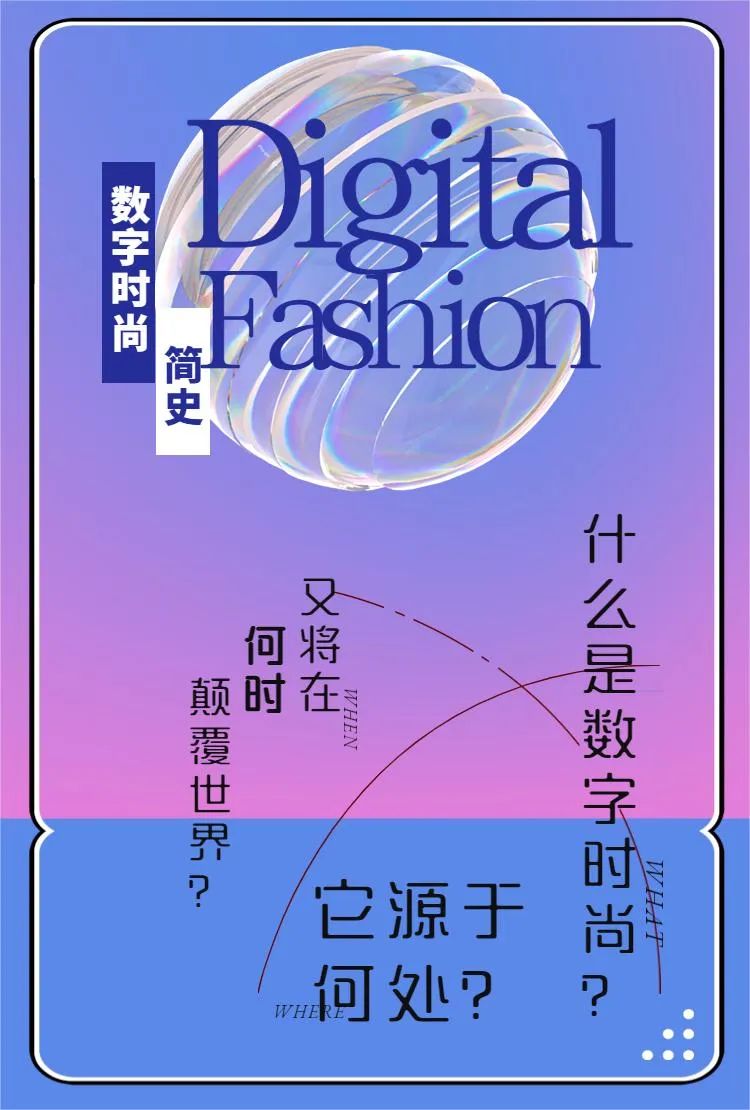 Digital
Fashion
数字时尚
简史
什么是数字时尚?
WHAT
它源于
何处?
WHERE
又将在
何时
WHEN
颠覆世界?